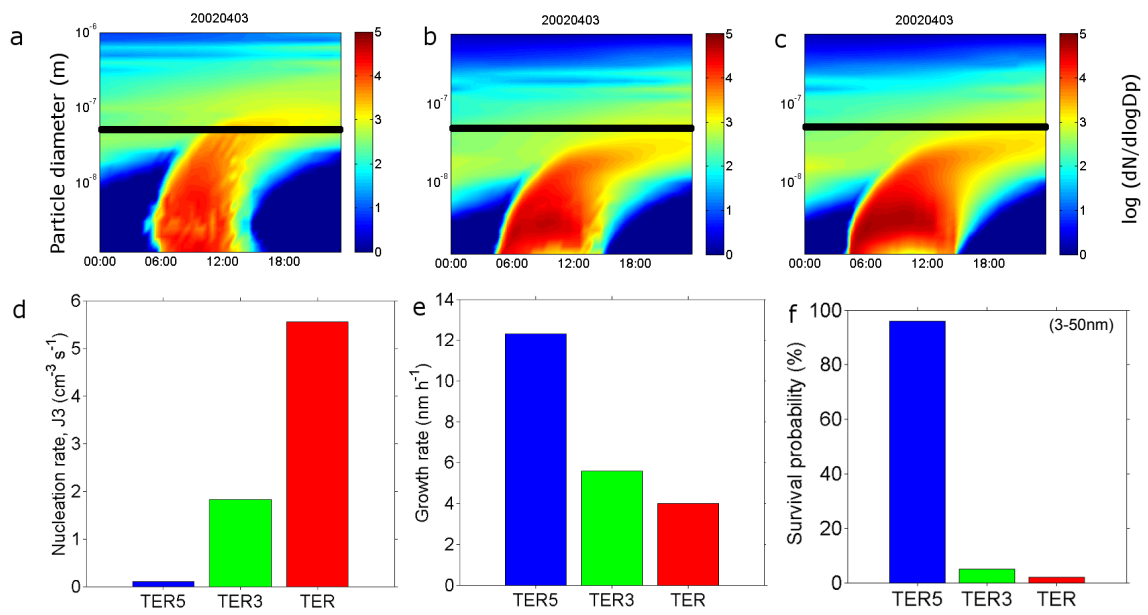 20020403
20020403
20020403
a
b
c
Particle diameter (m)
10-6
10-7
10-8
00:00 06:00 12:00 18:00
5
4
3
2
1
0
10-7
10-8
00:00 06:00 12:00 18:00
5
4
3
2
1
0
10-7
10-8
00:00 06:00 12:00 18:00
5
4
3
2
1
0
log (dN/dlogDp)
d
Nucleation rate, J3 (cm-3 s-1)
6
5
4
3
2
1
0
TER5 TER3 TER
e
Growth rate (nm h-1)
14
12
10
8
6
4
2
0
TER5 TER3 TER
f
(3-50nm)
Survival probability (%)
100
80
60
40
20
0
TER5 TER3 TER